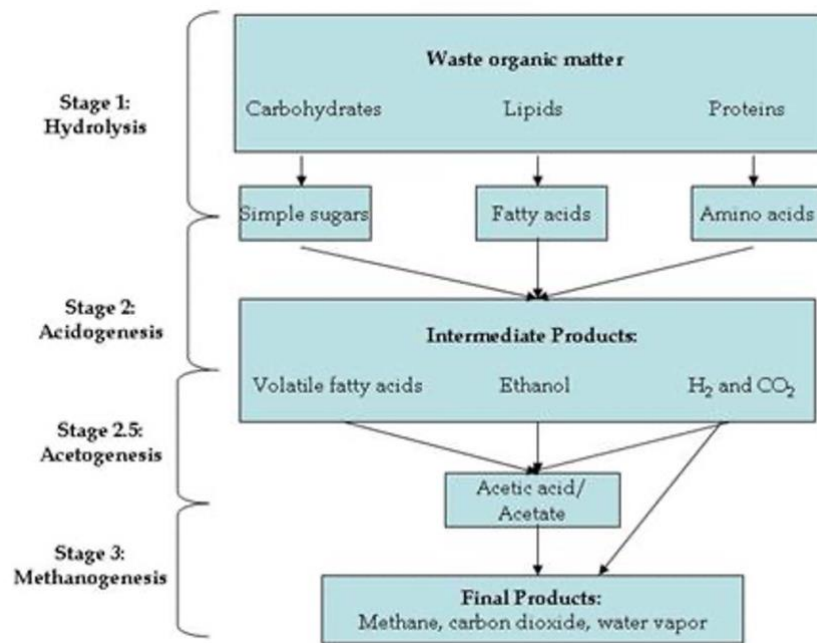 Stage 1:
Hydrolysis
Waste organic matter
Carbohydrates Lipids Proteins
Simple sugars Fatty acids Amino acids
Stage 2:
Acidogenesis
Intermediate Products:
Volatile fatty acids Ethanol H₂ and CO₂
Stage 2.5:
Acetogenesis
Acetic acid/
Acetate
Stage 3:
Methanogenesis
Final Products:
Methane, carbon dioxide, water vapor